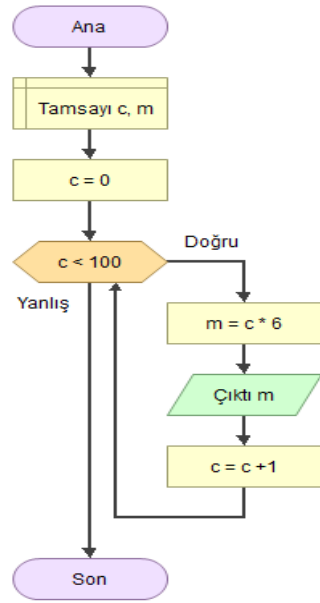 Ana
Tamsayı c, m
c = 0
c < 100
Doğru
Yanlış
m = c * 6
Çıktı m
c = c +1
Son